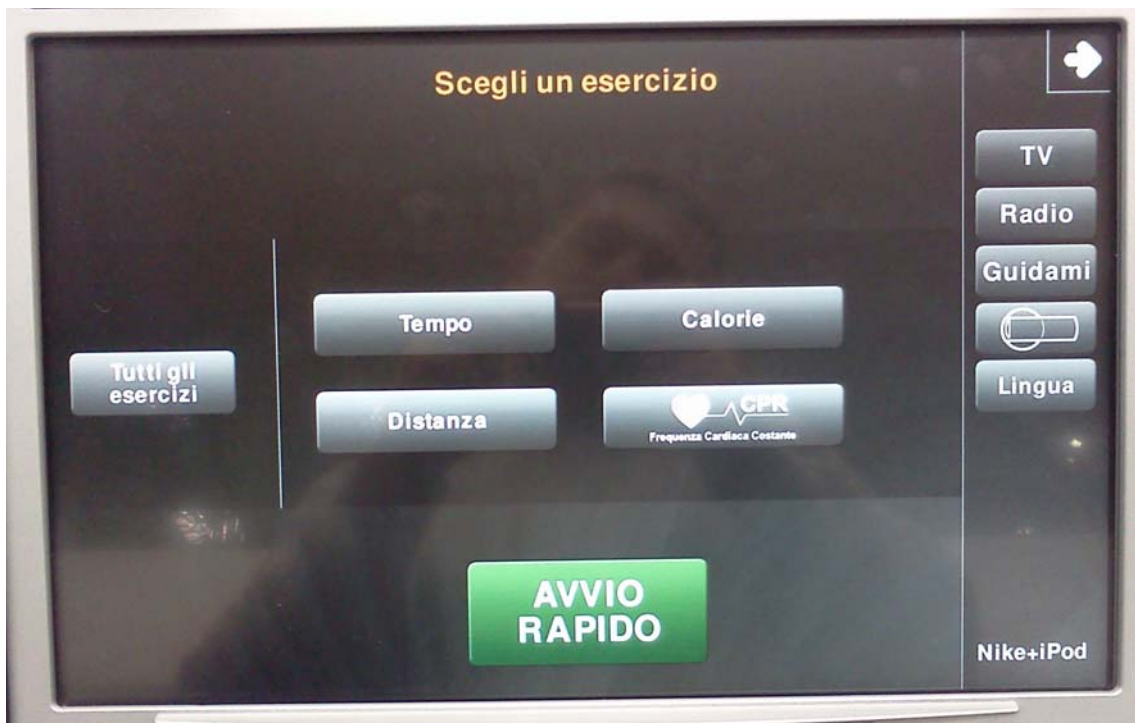 Scegli un esercizio
TV
Radio
Guidami
Tempo
Calorie
Tutti gli
esercizi
Lingua
Distanza
CPR
Frequenza Cardiaca Costante
AVVIO
RAPIDO
Nike+iPod